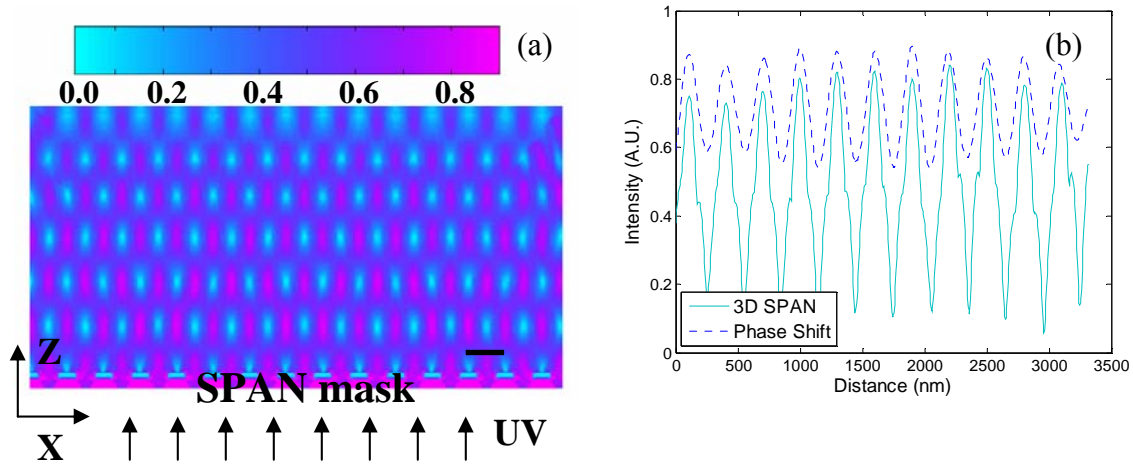 (a)
0.0 0.2 0.4 0.6 0.8
Z
SPAN mask
X
UV
(b)
Intensity (A.U.)
1
0.8
0.6
0.4
0.2
0
3D SPAN
Phase Shift
0 500 1000 1500 2000 2500 3000 3500
Distance (nm)